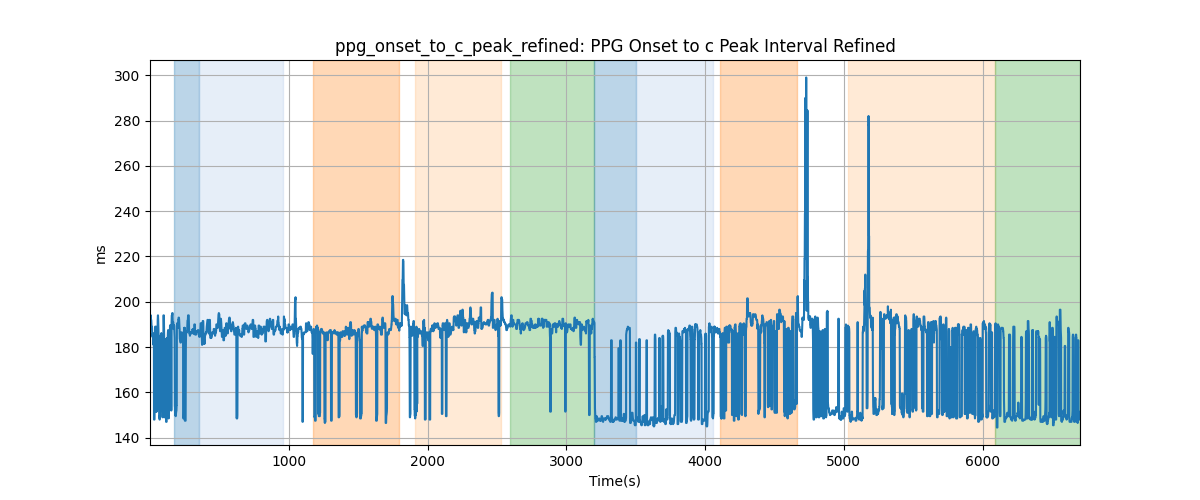 ppg_onset_to_c_peak_refined: PPG Onset to c Peak Interval Refined
300
280
260
240
220
200
180
160
140
ms
1000 2000 3000 4000 5000 6000
Time(s)